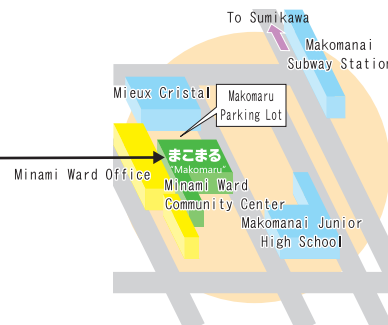 To Sumikawa
Makomanai
Subway Station
Mieux Cristal
Makomaru
Parking Lot
まこまる
"Makomaru"
Minami Ward Office
Minami Ward
Community Center
Makomanai Junior
High School